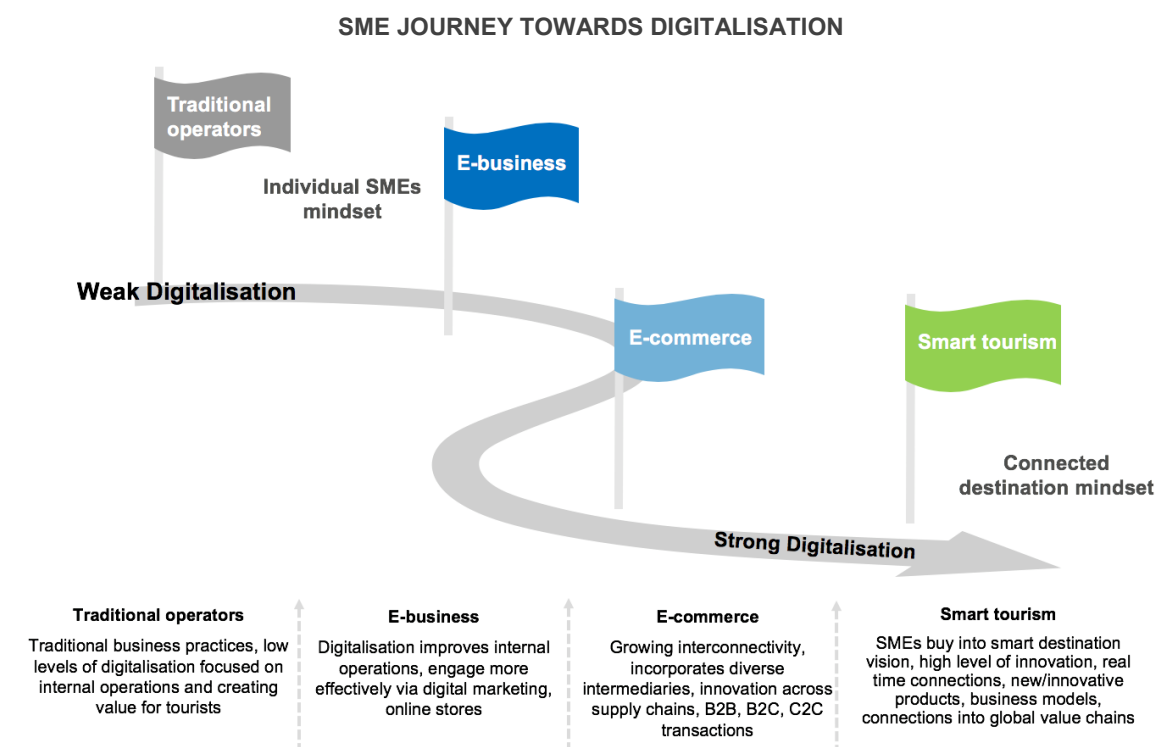 SME JOURNEY TOWARDS DIGITALISATION
Traditional
operators
E-business
Individual SMEs
mindset
Weak Digitalisation
E-commerce
Smart tourism
Connected
destination mindset
Strong Digitalisation
Traditional operators
Traditional business practices, low
levels of digitalisation focused on
internal operations and creating
value for tourists
E-business
Digitalisation improves internal
operations, engage more
effectively via digital marketing,
online stores
E-commerce
Growing interconnectivity,
incorporates diverse
intermediaries, innovation across
supply chains, B2B, B2C, C2C
transactions
Smart tourism
SMEs buy into smart destination
vision, high level of innovation, real
time connections, new/innovative
products, business models,
connections into global value chains